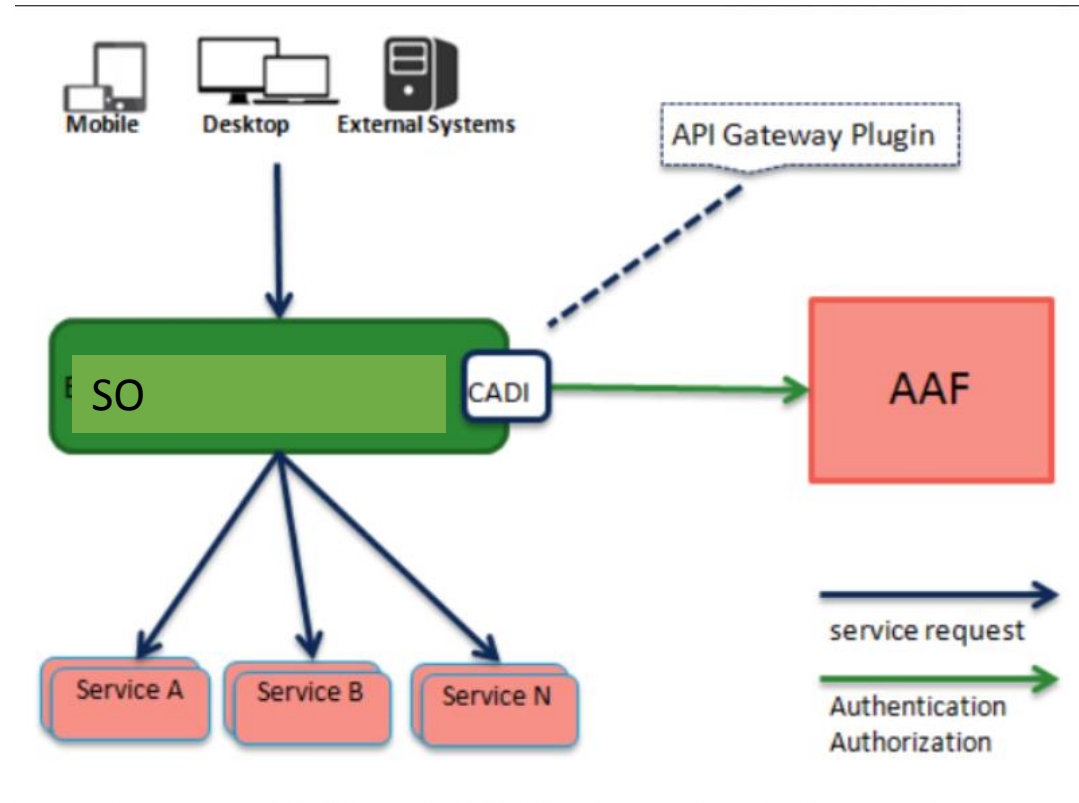 Mobile
Desktop
External Systems
API Gateway Plugin
SO
CADI
AAF
service request
Service A
Service B
Service N
Authentication
Authorization